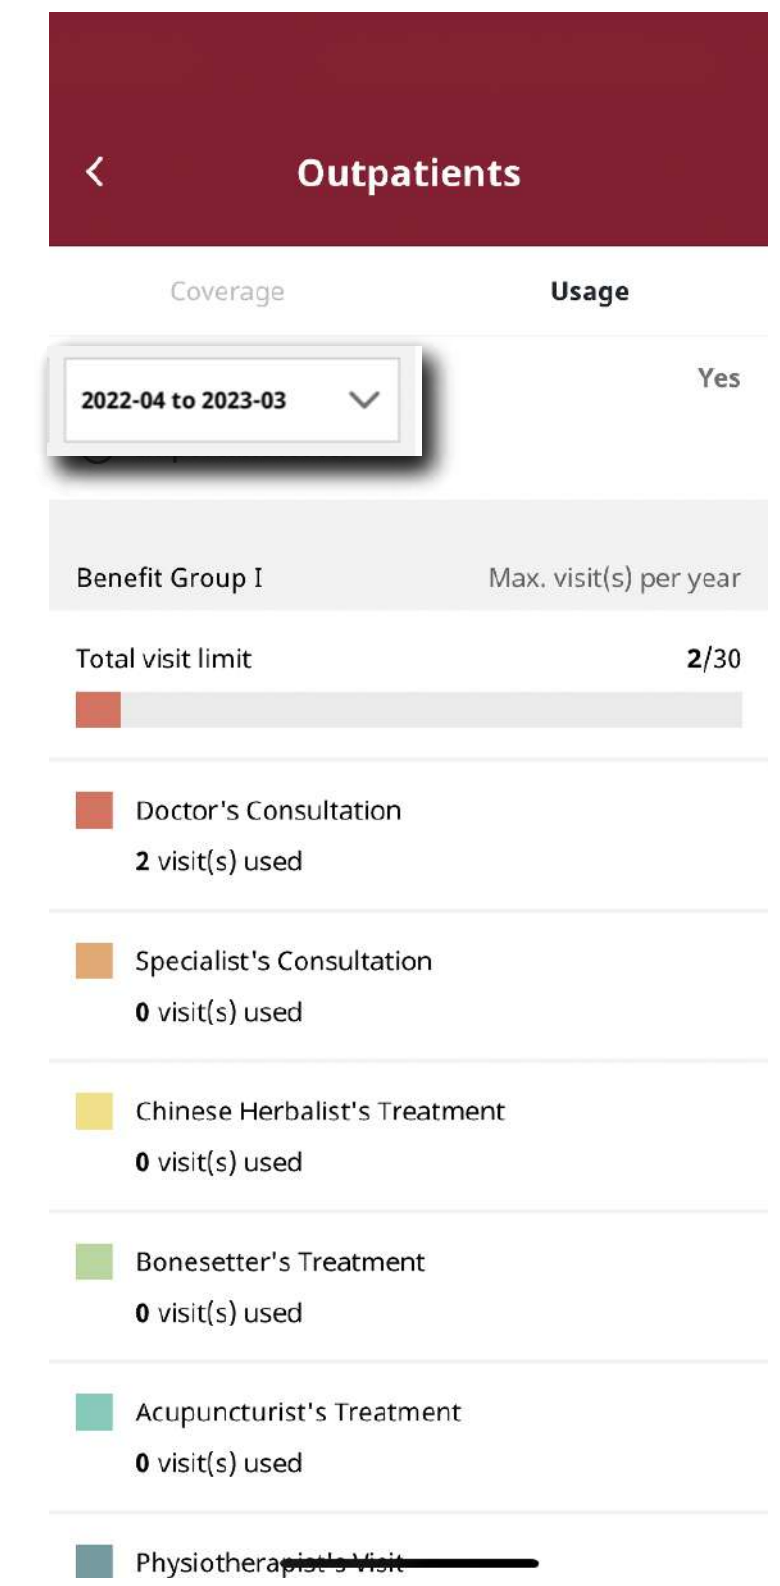 Outpatients
Coverage Usage
2022-04 to 2023-03 Yes
Benefit Group I Max. visit(s) per year
Total visit limit 2/30
Doctor's Consultation
2 visit(s) used
Specialist's Consultation
0 visit(s) used
Chinese Herbalist's Treatment
0 visit(s) used
Bonesetter's Treatment
0 visit(s) used
Acupuncturist's Treatment
0 visit(s) used
Physiotherapist's Visit